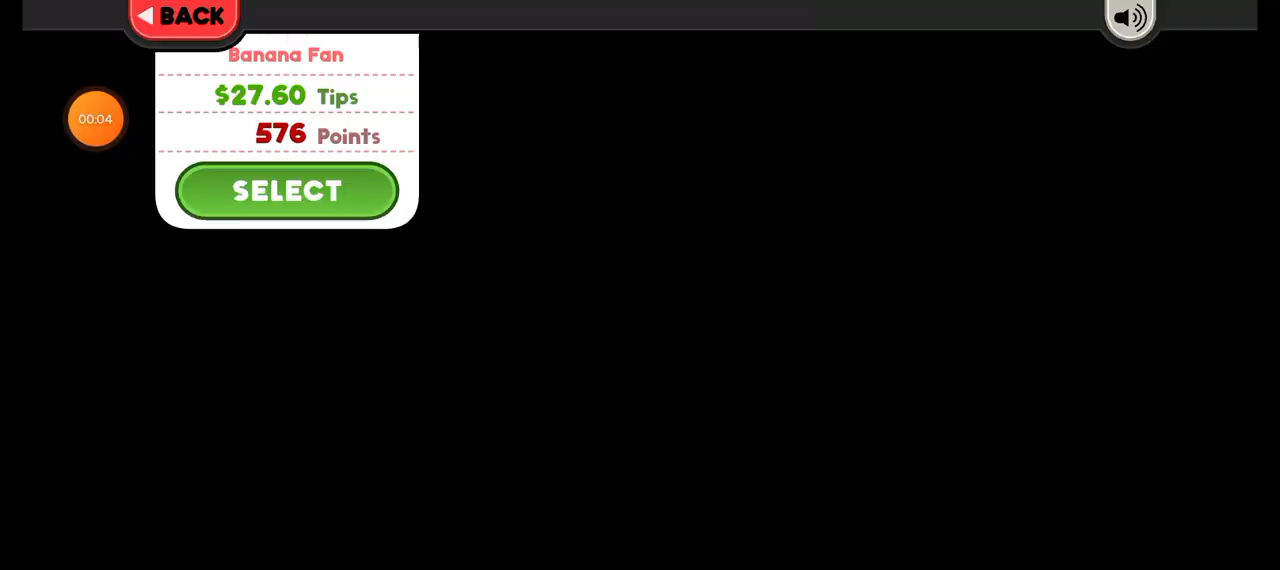 BACK
Banana Fan
00:04
$27.60 Tips
576 Points
SELECT